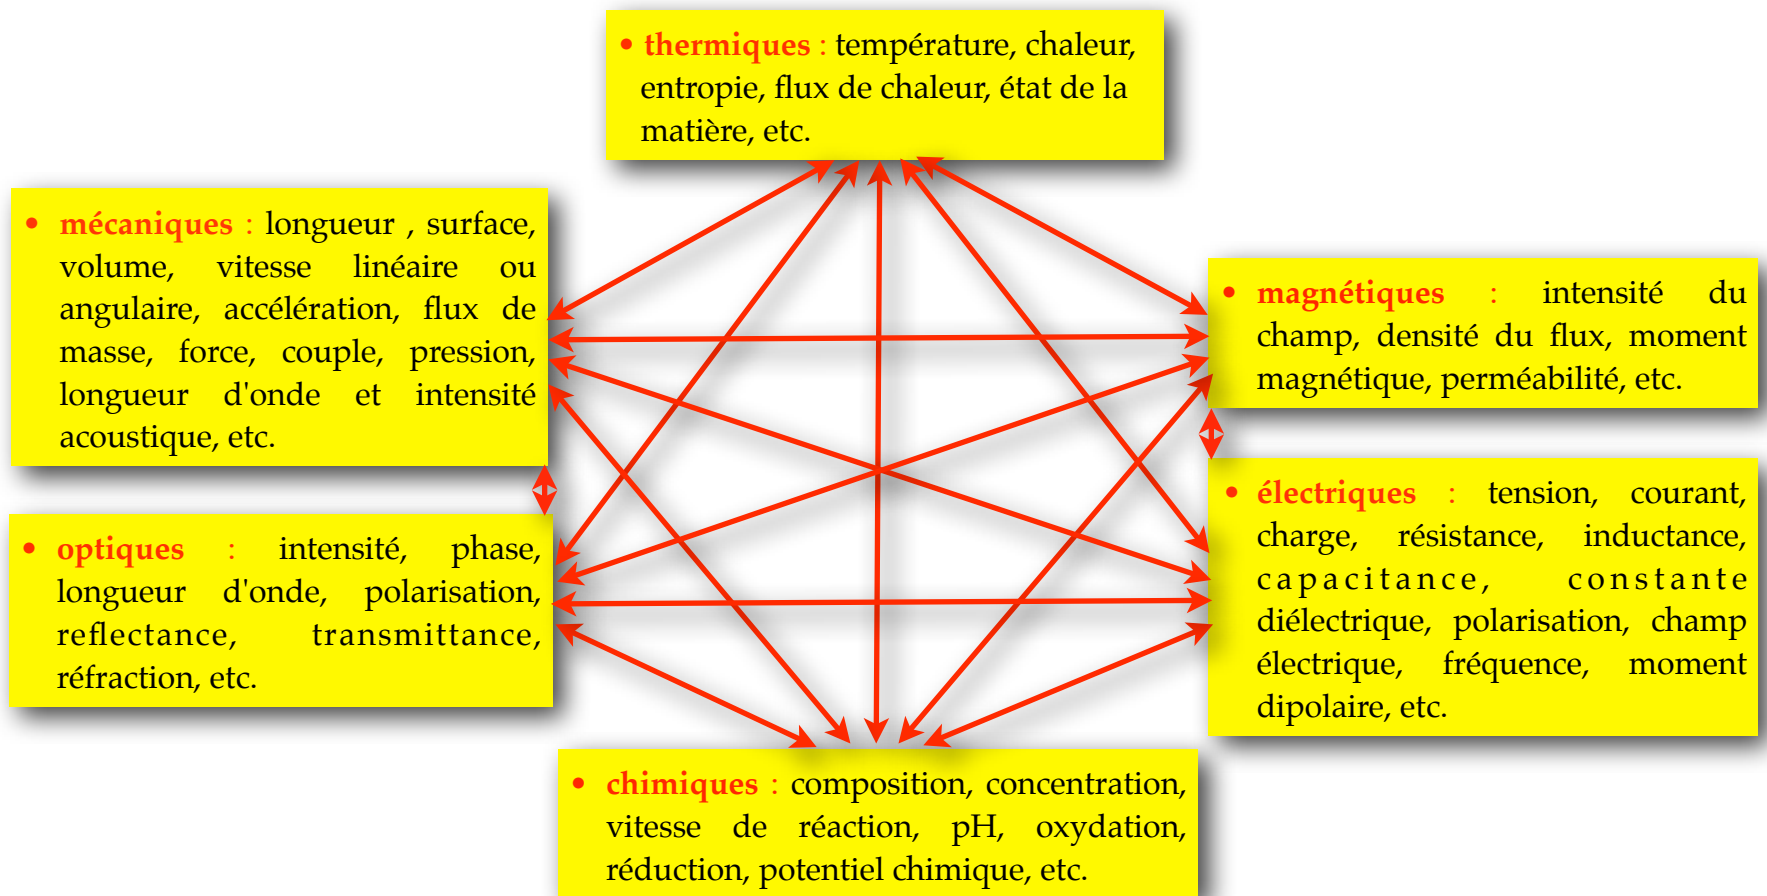 • thermiques : température, chaleur,
entropie, flux de chaleur, état de la
matière, etc.
• mécaniques : longueur , surface,
volume, vitesse linéaire ou
angulaire, accélération, flux de
masse, force, couple, pression,
longueur d'onde et intensité
acoustique, etc.
• magnétiques : intensité du
champ, densité du flux, moment
magnétique, perméabilité, etc.
• optiques : intensité, phase,
longueur d'onde, polarisation,
reflectance, transmittance,
réfraction, etc.
• électriques : tension, courant,
charge, résistance, inductance,
capacitance, constante
diélectrique, polarisation, champ
électrique, fréquence, moment
dipolaire, etc.
• chimiques : composition, concentration,
vitesse de réaction, pH, oxydation,
réduction, potentiel chimique, etc.